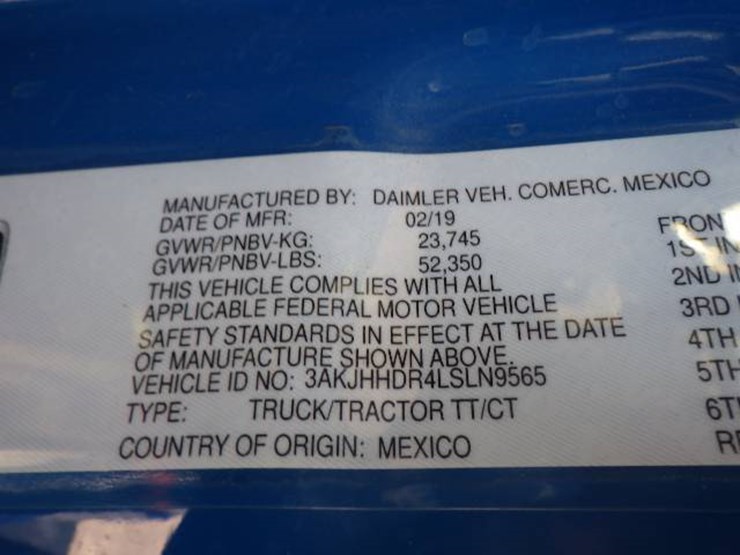 MANUFACTURED BY: DAIMLER VEH. COMERC. MEXICO
DATE OF MFR: 02/19
GVWR/PNBV-KG: 23,745
GVWR/PNBV-LBS: 52,350
THIS VEHICLE COMPLIES WITH ALL
APPLICABLE FEDERAL MOTOR VEHICLE
SAFETY STANDARDS IN EFFECT AT THE DATE
OF MANUFACTURE SHOWN ABOVE.
VEHICLE ID NO: 3AKJHHDR4LSLN9565
TYPE: TRUCK/TRACTOR TT/CT
COUNTRY OF ORIGIN: MEXICO
FRON
1ST IN
2ND
3RD
4TH
5TH